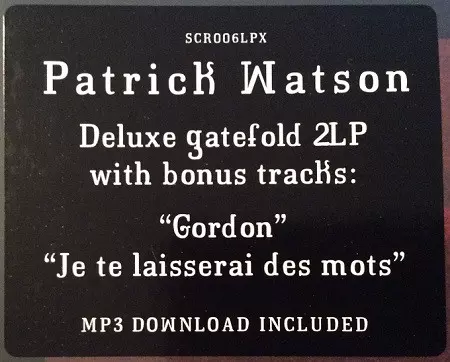 SCR006LPX
Patrick Watson
Deluxe gatefold 2LP
with bonus tracks:
“Gordon”
“Je te laisserai des mots”
MP3 DOWNLOAD INCLUDED